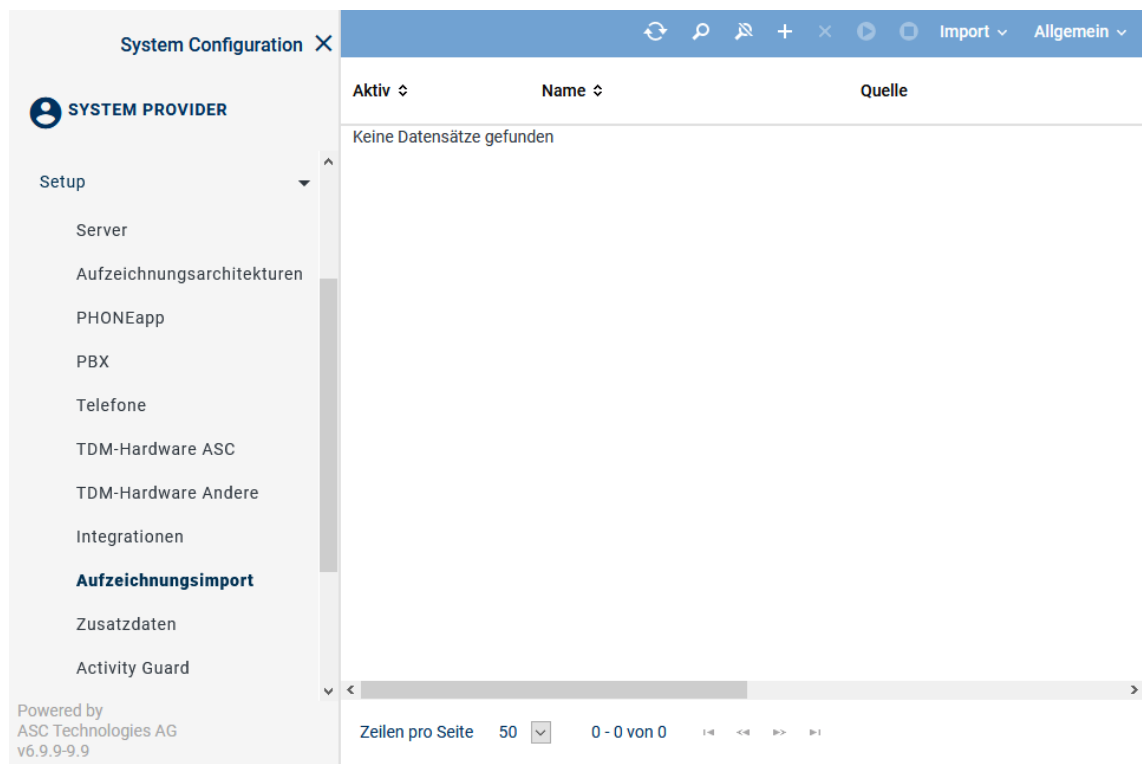 System Configuration
Import
Allgemein
SYSTEM PROVIDER
Aktiv
Name
Quelle
Keine Datensätze gefunden
Setup
Server
Aufzeichnungsarchitekturen
PHONEapp
PBX
Telefone
TDM-Hardware ASC
TDM-Hardware Andere
Integrationen
Aufzeichnungsimport
Zusatzdaten
Activity Guard
Powered by
ASC Technologies AG
v6.9.9-9.9
Zeilen pro Seite 50 0 - 0 von 0